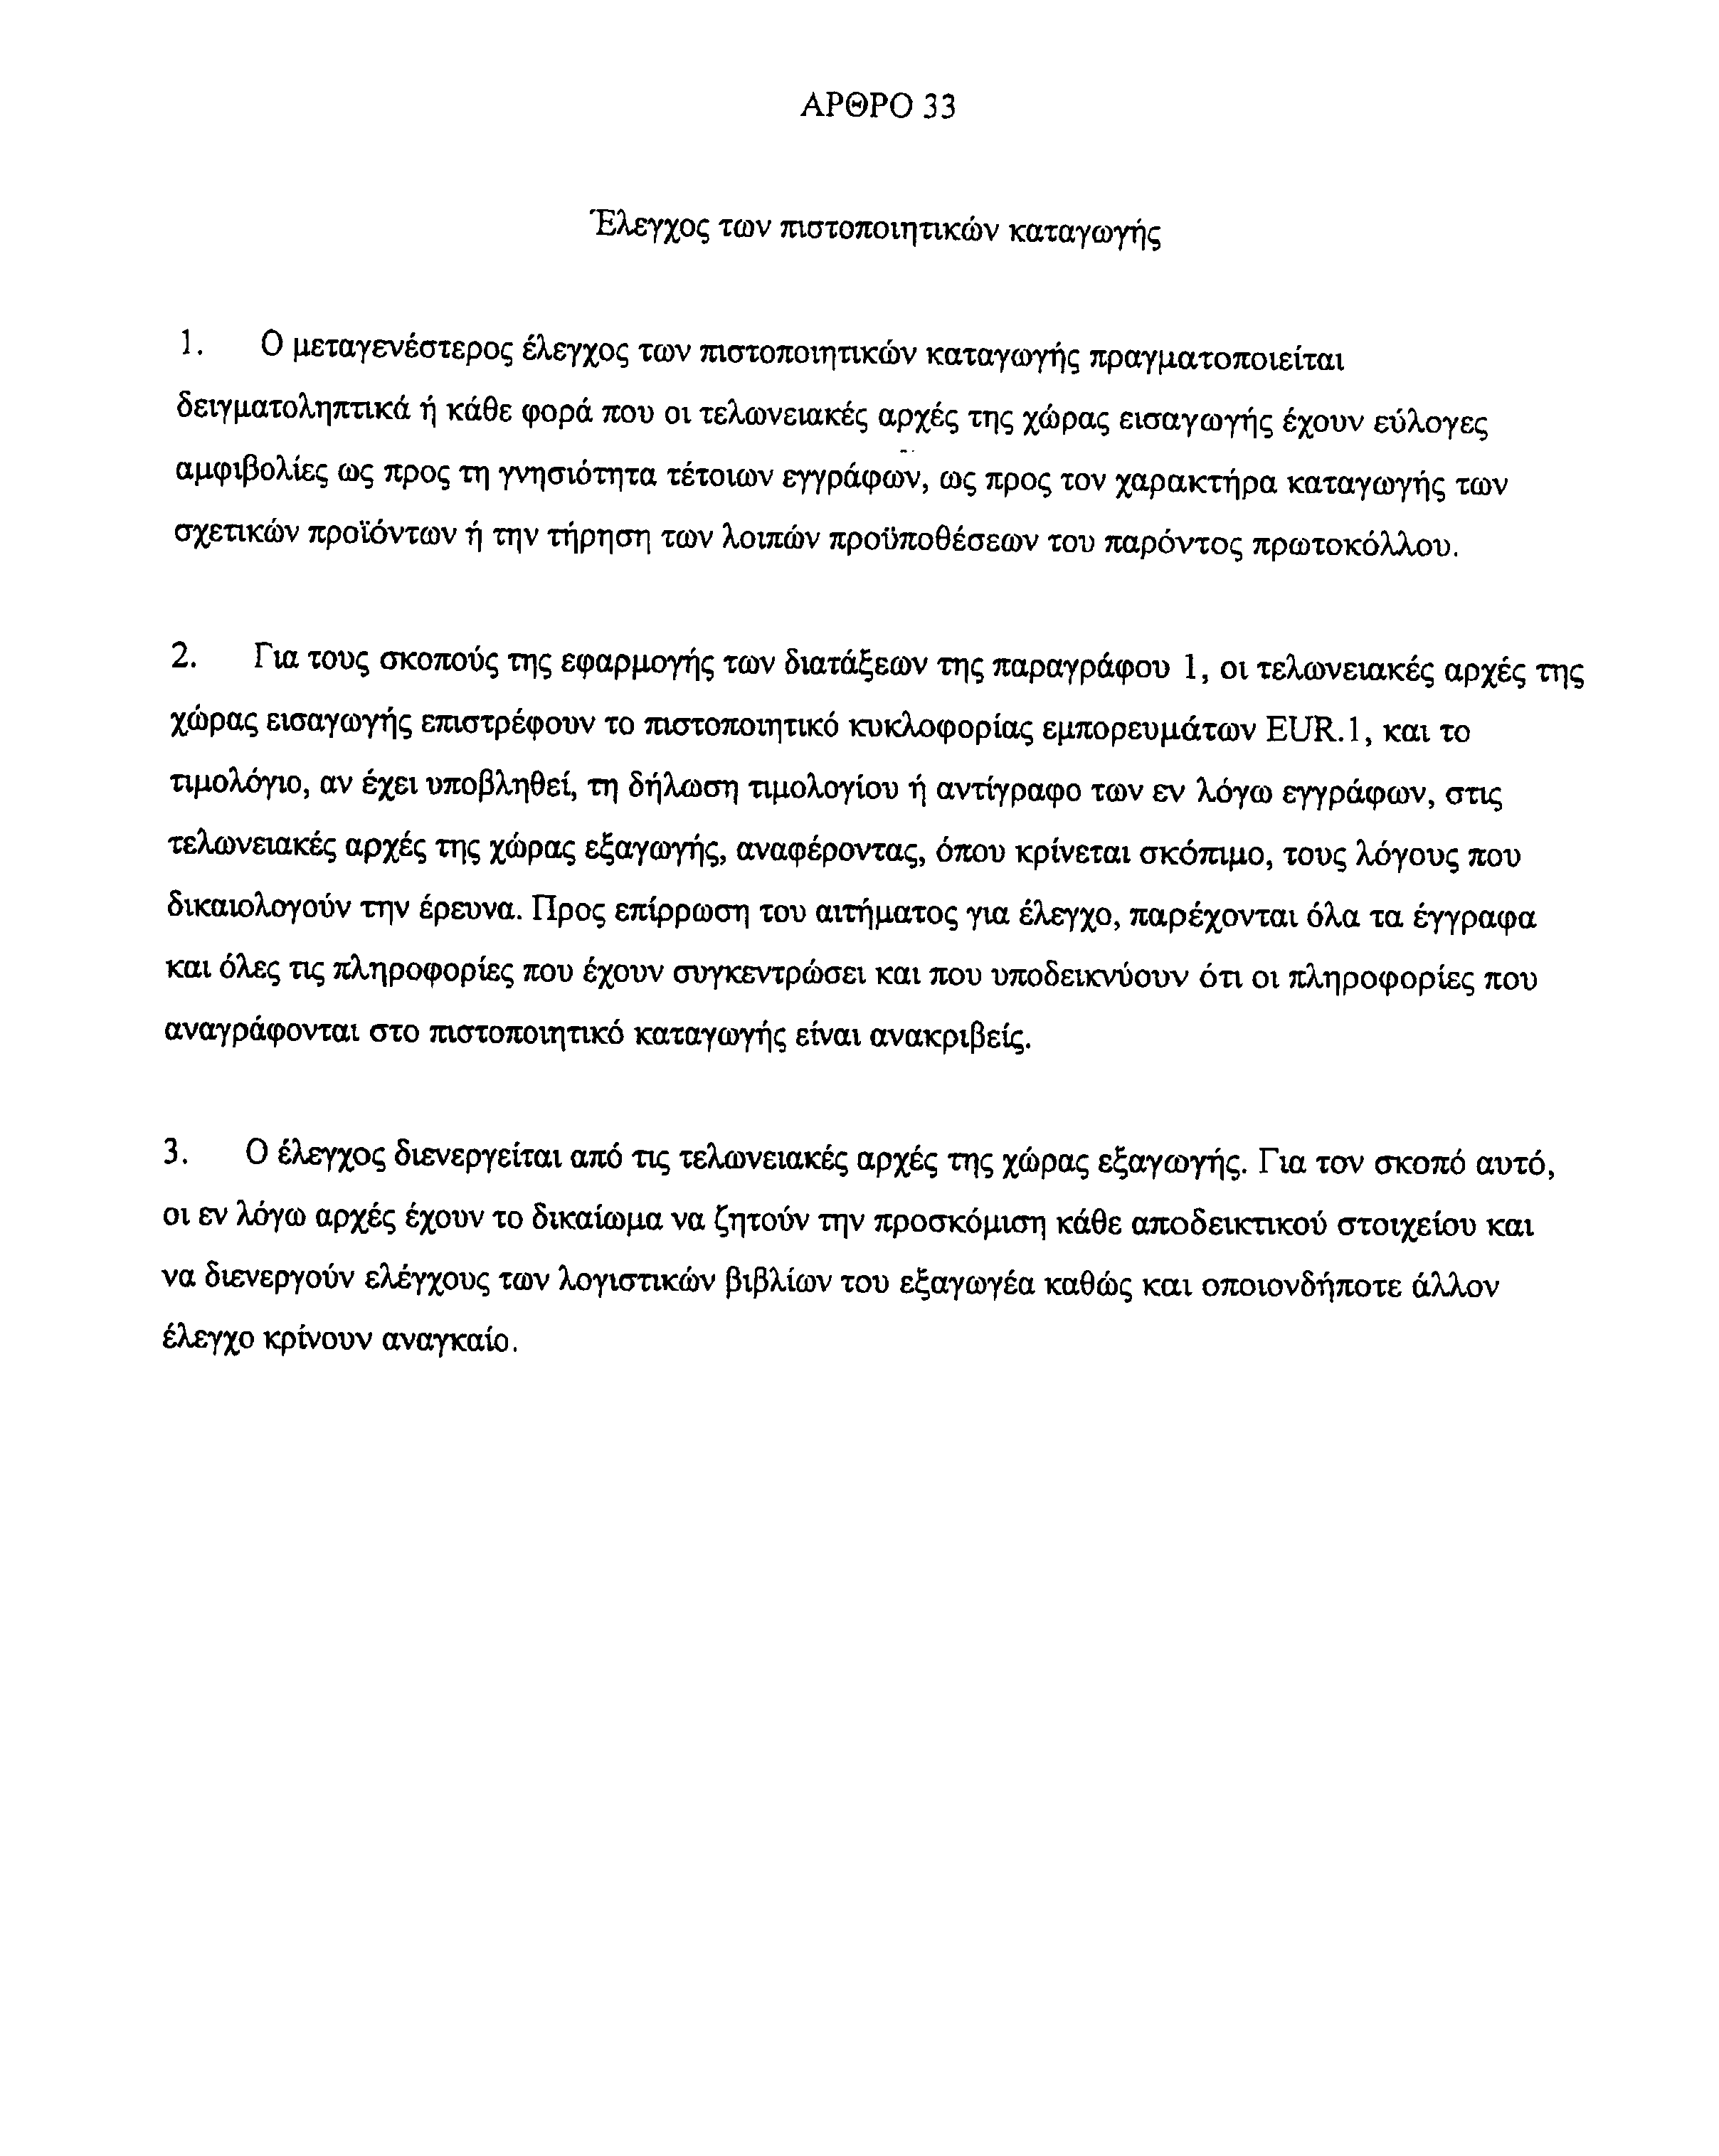 ΑΡΘΡΟ 33
Έλεγχος των πιστοποιητικών καταγωγής
1. Ο μεταγενέστερος έλεγχος των πιστοποιητικών καταγωγής πραγματοποιείται
δειγματοληπτικά ή κάθε φορά που οι τελωνειακές αρχές της χώρας εισαγωγής έχουν εύλογες
αμφιβολίες ως προς τη γνησιότητα τέτοιων εγγράφων, ως προς τον χαρακτήρα καταγωγής των
σχετικών προϊόντων ή την τήρηση των λοιπών προϋποθέσεων του παρόντος πρωτοκόλλου.
2. Για τους σκοπούς της εφαρμογής των διατάξεων της παραγράφου 1, οι τελωνειακές αρχές της
χώρας εισαγωγής επιστρέφουν το πιστοποιητικό κυκλοφορίας εμπορευμάτων EUR.1, και το
τιμολόγιο, αν έχει υποβληθεί, τη δήλωση τιμολογίου ή αντίγραφο των εν λόγω εγγράφων, στις
τελωνειακές αρχές της χώρας εξαγωγής, αναφέροντας, όπου κρίνεται σκόπιμο, τους λόγους που
δικαιολογούν την έρευνα. Προς επίρρωση του αιτήματος για έλεγχο, παρέχονται όλα τα έγγραφα
και όλες τις πληροφορίες που έχουν συγκεντρώσει και που υποδεικνύουν ότι οι πληροφορίες που
αναγράφονται στο πιστοποιητικό καταγωγής είναι ανακριβείς.
3. Ο έλεγχος διενεργείται από τις τελωνειακές αρχές της χώρας εξαγωγής. Για τον σκοπό αυτό,
οι εν λόγω αρχές έχουν το δικαίωμα να ζητούν την προσκόμιση κάθε αποδεικτικού στοιχείου και
να διενεργούν ελέγχους των λογιστικών βιβλίων του εξαγωγέα καθώς και οποιονδήποτε άλλον
έλεγχο κρίνουν αναγκαίο.